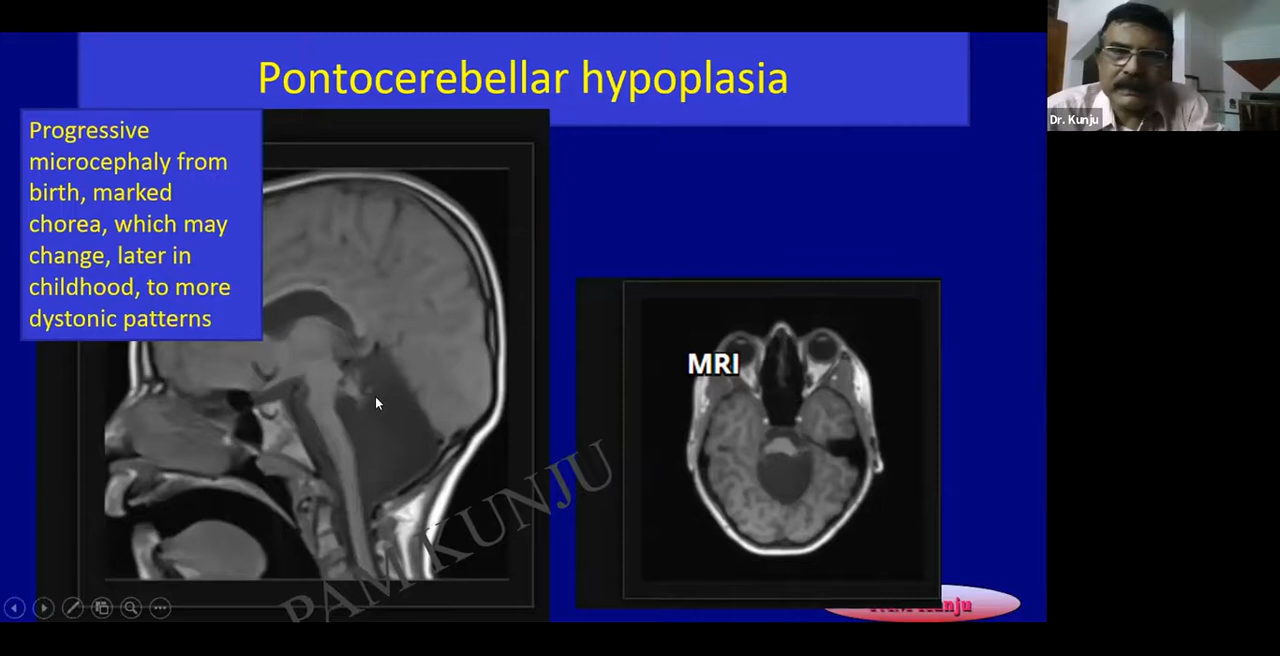 Pontocerebellar hypoplasia
Progressive
microcephaly from
birth, marked
chorea, which may
change, later in
childhood, to more
dystonic patterns
MRI
PAM KUNJU
Kunju
Dr. Kunju